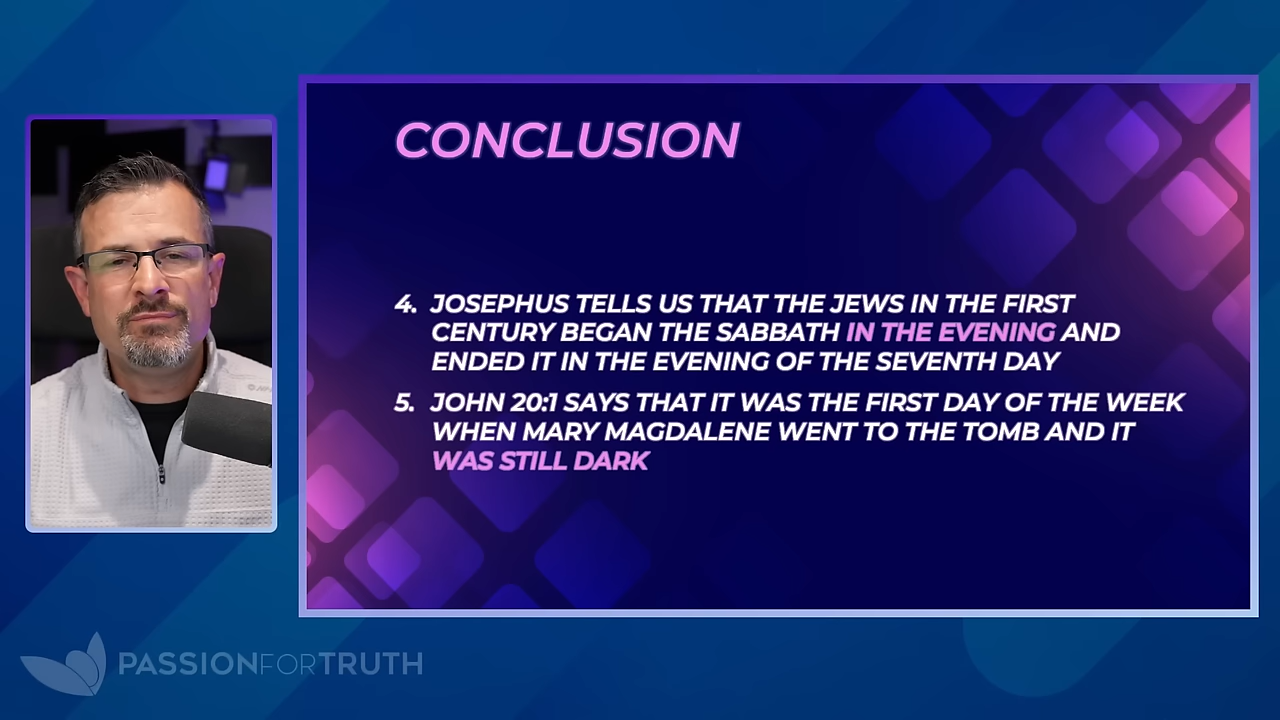 CONCLUSION
4. JOSEPHUS TELLS US THAT THE JEWS IN THE FIRST
CENTURY BEGAN THE SABBATH IN THE EVENING AND
ENDED IT IN THE EVENING OF THE SEVENTH DAY
5. JOHN 20:1 SAYS THAT IT WAS THE FIRST DAY OF THE WEEK
WHEN MARY MAGDALENE WENT TO THE TOMB AND IT
WAS STILL DARK
PASSIONFORTRUTH